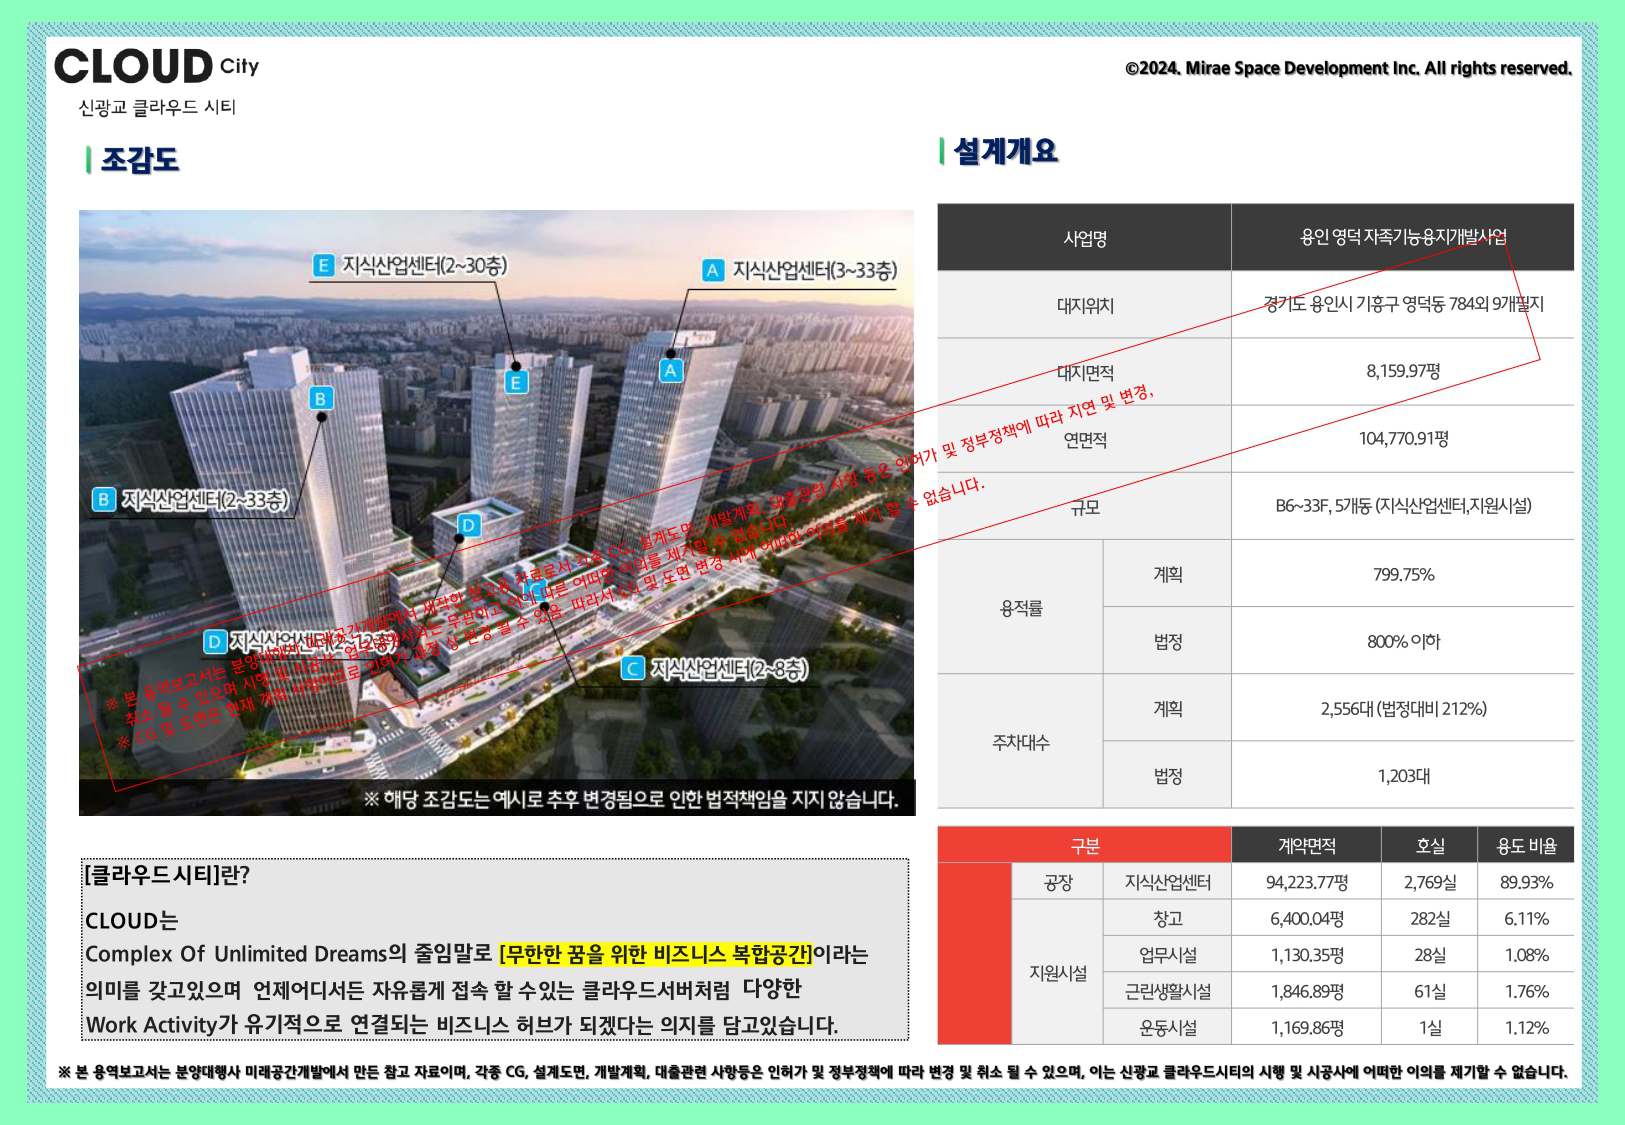 CLOUD City
신광교 클라우드 시티
©2024. Mirae Space Development Inc. All rights reserved.
조감도
E 지식산업센터(2~30층)
A 지식산업센터(3~33층)
A
E
B
B 지식산업센터(2~33층)
D
D 지식산업센터(2~12층)
C 지식산업센터(2~8층)
※ 본 용역보고서는 분양대행사 미래공간개발에서 제작한 참고용 자료로서 각종 CG, 설계도면, 개발계획, 대출관련 사항 등은 인허가 및 정부정책에 따라 지연 및 변경,
취소 될 수 있으며 시행 및 시공사, 업무대행사와는 무관하고 이에 따른 어떠한 이의를 제기할 수 없습니다.
※ CG 및 도면은 현재 계획 사항이므로 인허가 과정 상 변경 될 수 있음. 따라서 CG 및 도면 변경 시에 어떠한 이의를 제기 할 수 없습니다.
※ 해당 조감도는 예시로 추후 변경됨으로 인한 법적책임을 지지 않습니다.
[클라우드시티]란?
CLOUD는
Complex Of Unlimited Dreams의 줄임말로 [무한한 꿈을 위한 비즈니스 복합공간]이라는
의미를 갖고있으며 언제어디서든 자유롭게 접속 할 수있는 클라우드서버처럼 다양한
Work Activity가 유기적으로 연결되는 비즈니스 허브가 되겠다는 의지를 담고있습니다.
설계개요
사업명 용인 영덕 자족기능용지개발사업
대지위치 경기도 용인시 기흥구 영덕동 784외 9개필지
대지면적 8,159.97평
연면적 104,770.91평
규모 B6~33F, 5개동 (지식산업센터,지원시설)
용적률 계획 799.75%
법정 800% 이하
주차대수 계획 2,556대 (법정대비 212%)
법정 1,203대
구분 계약면적 호실 용도 비율
공장 지식산업센터 94,223.77평 2,769실 89.93%
지원시설 창고 6,400.04평 282실 6.11%
업무시설 1,130.35평 28실 1.08%
근린생활시설 1,846.89평 61실 1.76%
운동시설 1,169.86평 1실 1.12%
※ 본 용역보고서는 분양대행사 미래공간개발에서 만든 참고 자료이며, 각종 CG, 설계도면, 개발계획, 대출관련 사항등은 인허가 및 정부정책에 따라 변경 및 취소 될 수 있으며, 이는 신광교 클라우드시티의 시행 및 시공사에 어떠한 이의를 제기할 수 없습니다.